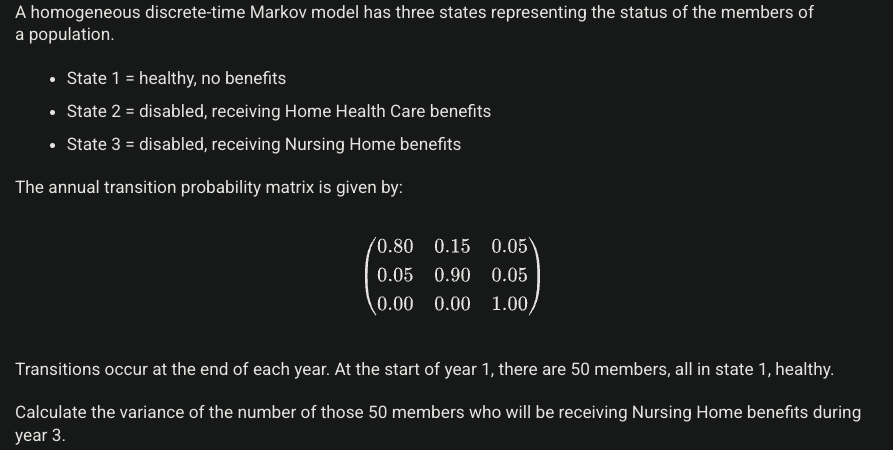 A homogeneous discrete-time Markov model has three states representing the status of the members of
a population.
• State 1 = healthy, no benefits
• State 2 = disabled, receiving Home Health Care benefits
• State 3 = disabled, receiving Nursing Home benefits
The annual transition probability matrix is given by:
0.80 0.15 0.05
0.05 0.90 0.05
0.00 0.00 1.00
Transitions occur at the end of each year. At the start of year 1, there are 50 members, all in state 1, healthy.
Calculate the variance of the number of those 50 members who will be receiving Nursing Home benefits during
year 3.